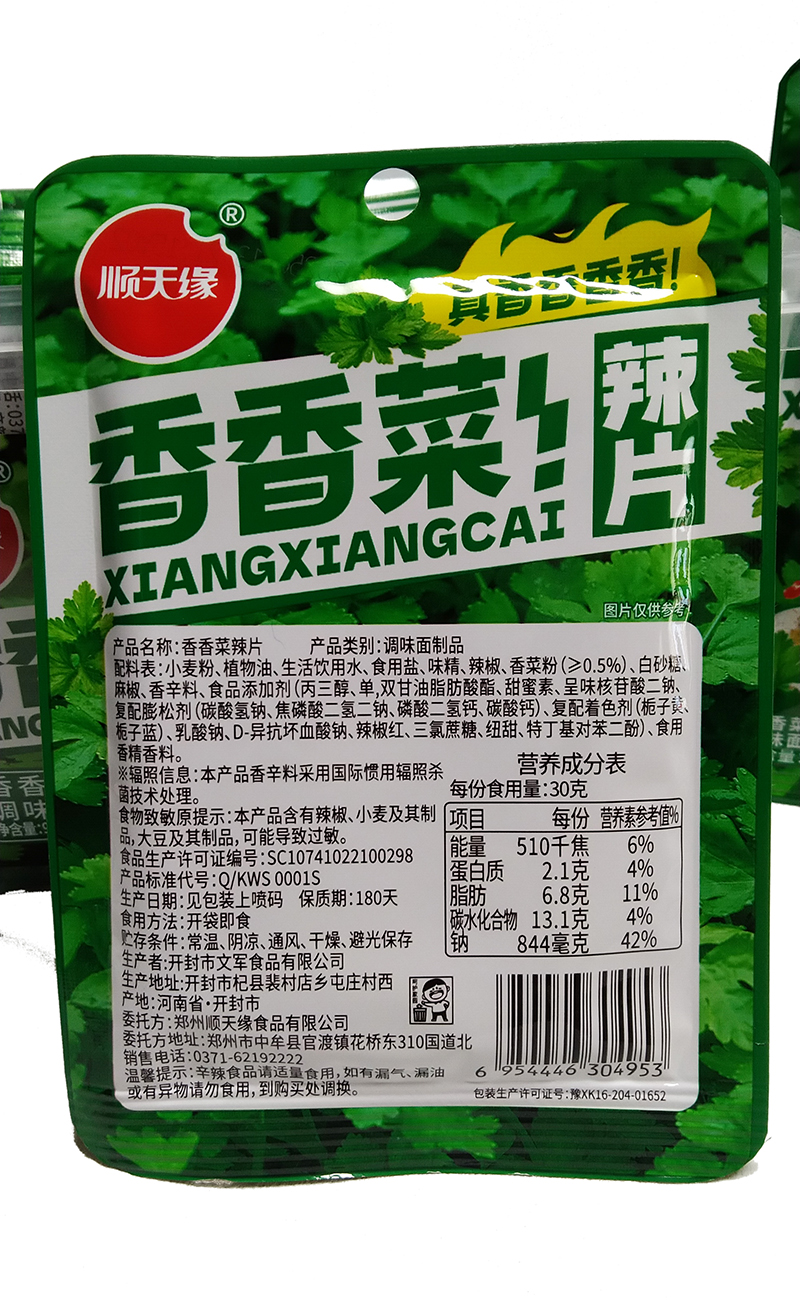 ®
顺天缘
真香香香香!
香香菜!
辣片
XIANGXIANGCAI
图片仅供参考
产品名称:香香菜辣片 产品类别:调味面制品
配料表:小麦粉、植物油、生活饮用水、食用盐、味精、辣椒、香菜粉(≥0.5%)、白砂糖、
麻椒、香辛料、食品添加剂(丙三醇、单,双甘油脂肪酸酯、甜蜜素、呈味核苷酸二钠、
复配膨松剂(碳酸氢钠、焦磷酸二氢二钠、磷酸二氢钙、碳酸钙)、复配着色剂(栀子黄、
栀子蓝)、乳酸钠、D-异抗坏血酸钠、辣椒红、三氯蔗糖、纽甜、特丁基对苯二酚)、食用
香精香料。
※辐照信息:本产品香辛料采用国际惯用辐照杀
菌技术处理。
食物致敏原提示:本产品含有辣椒、小麦及其制
品,大豆及其制品,可能导致过敏。
食品生产许可证编号:SC10741022100298
产品标准代号:Q/KWS 0001S
生产日期:见包装上喷码 保质期:180天
食用方法:开袋即食
贮存条件:常温、阴凉、通风、干燥、避光保存
生产者:开封市文军食品有限公司
生产地址:开封市杞县裴村店乡屯庄村西
产地:河南省·开封市
委托方:郑州顺天缘食品有限公司
委托方地址:郑州市中牟县官渡镇花桥东310国道北
销售电话:0371-62192222
温馨提示:辛辣食品请适量食用,如有漏气、漏油
或有异物请勿食用,到购买处调换。
营养成分表
每份食用量:30克
项目 每份 营养素参考值%
能量 510千焦 6%
蛋白质 2.1克 4%
脂肪 6.8克 11%
碳水化合物 13.1克 4%
钠 844毫克 42%
6 954446 304953
包装生产许可证号:豫XK16-204-01652